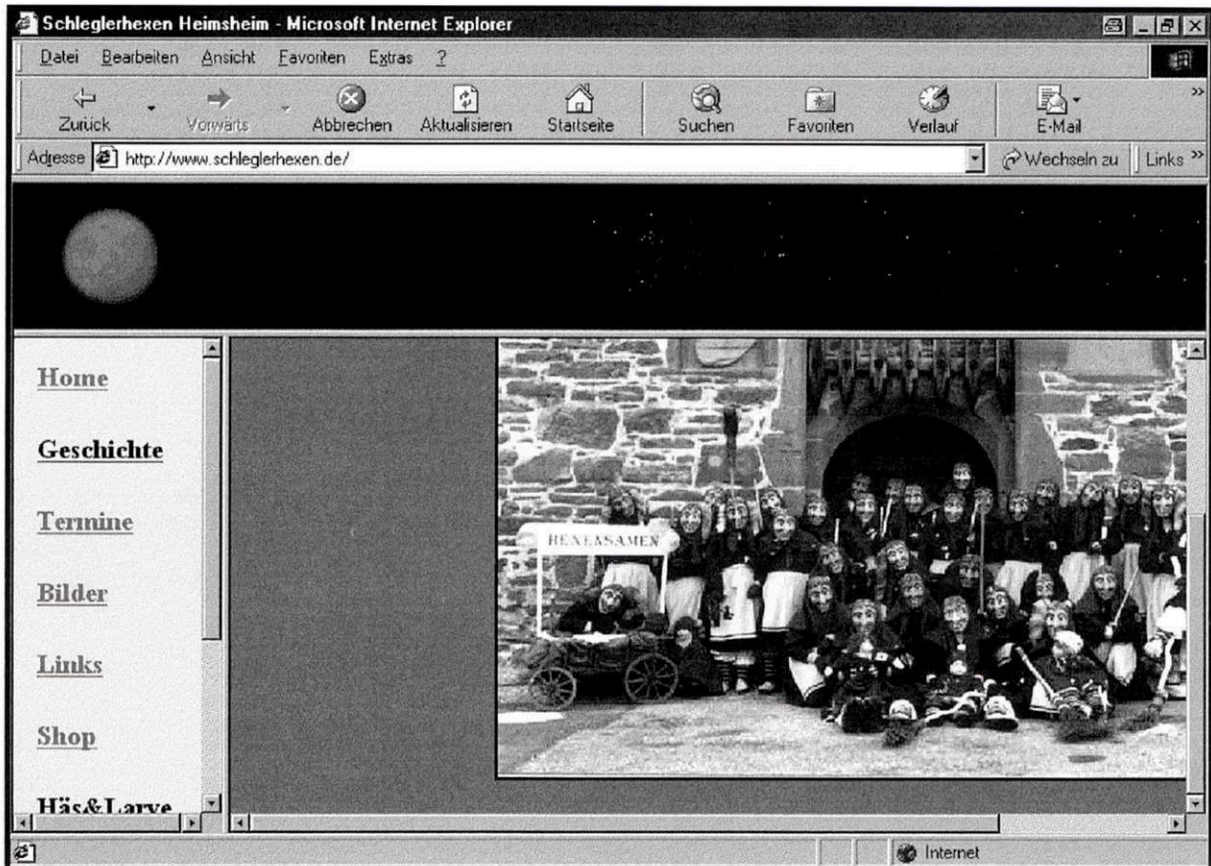 Schleglerhexen Heimsheim - Microsoft Internet Explorer
Datei Bearbeiten Ansicht Favoriten Extras ?
Zurück Vorwärts Abbrechen Aktualisieren Startseite Suchen Favoriten Verlauf E-Mail »
Adresse http://www.schleglerhexen.de/ Wechseln zu Links »
Home
Geschichte
Termine
Bilder
Links
Shop
Häs&Larve
HEXENSAMEN
Internet